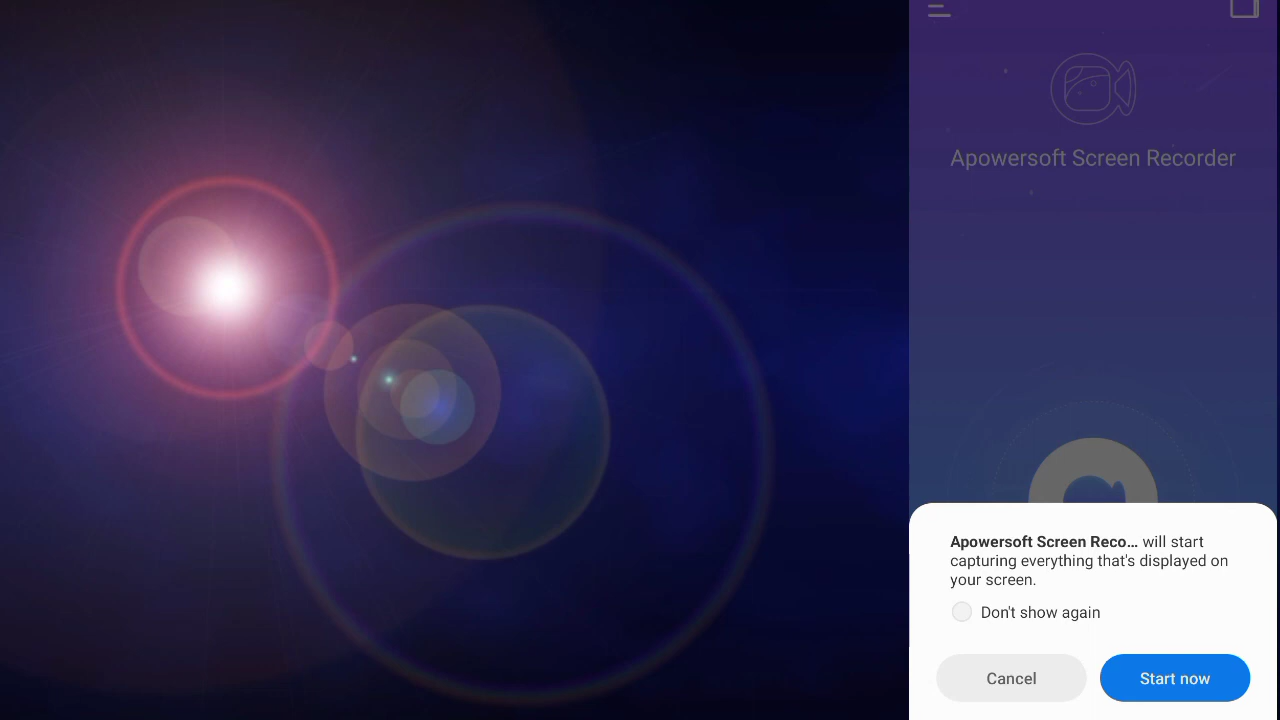 Apowersoft Screen Recorder
Apowersoft Screen Reco... will start
capturing everything that's displayed on
your screen.
Don't show again
Cancel
Start now